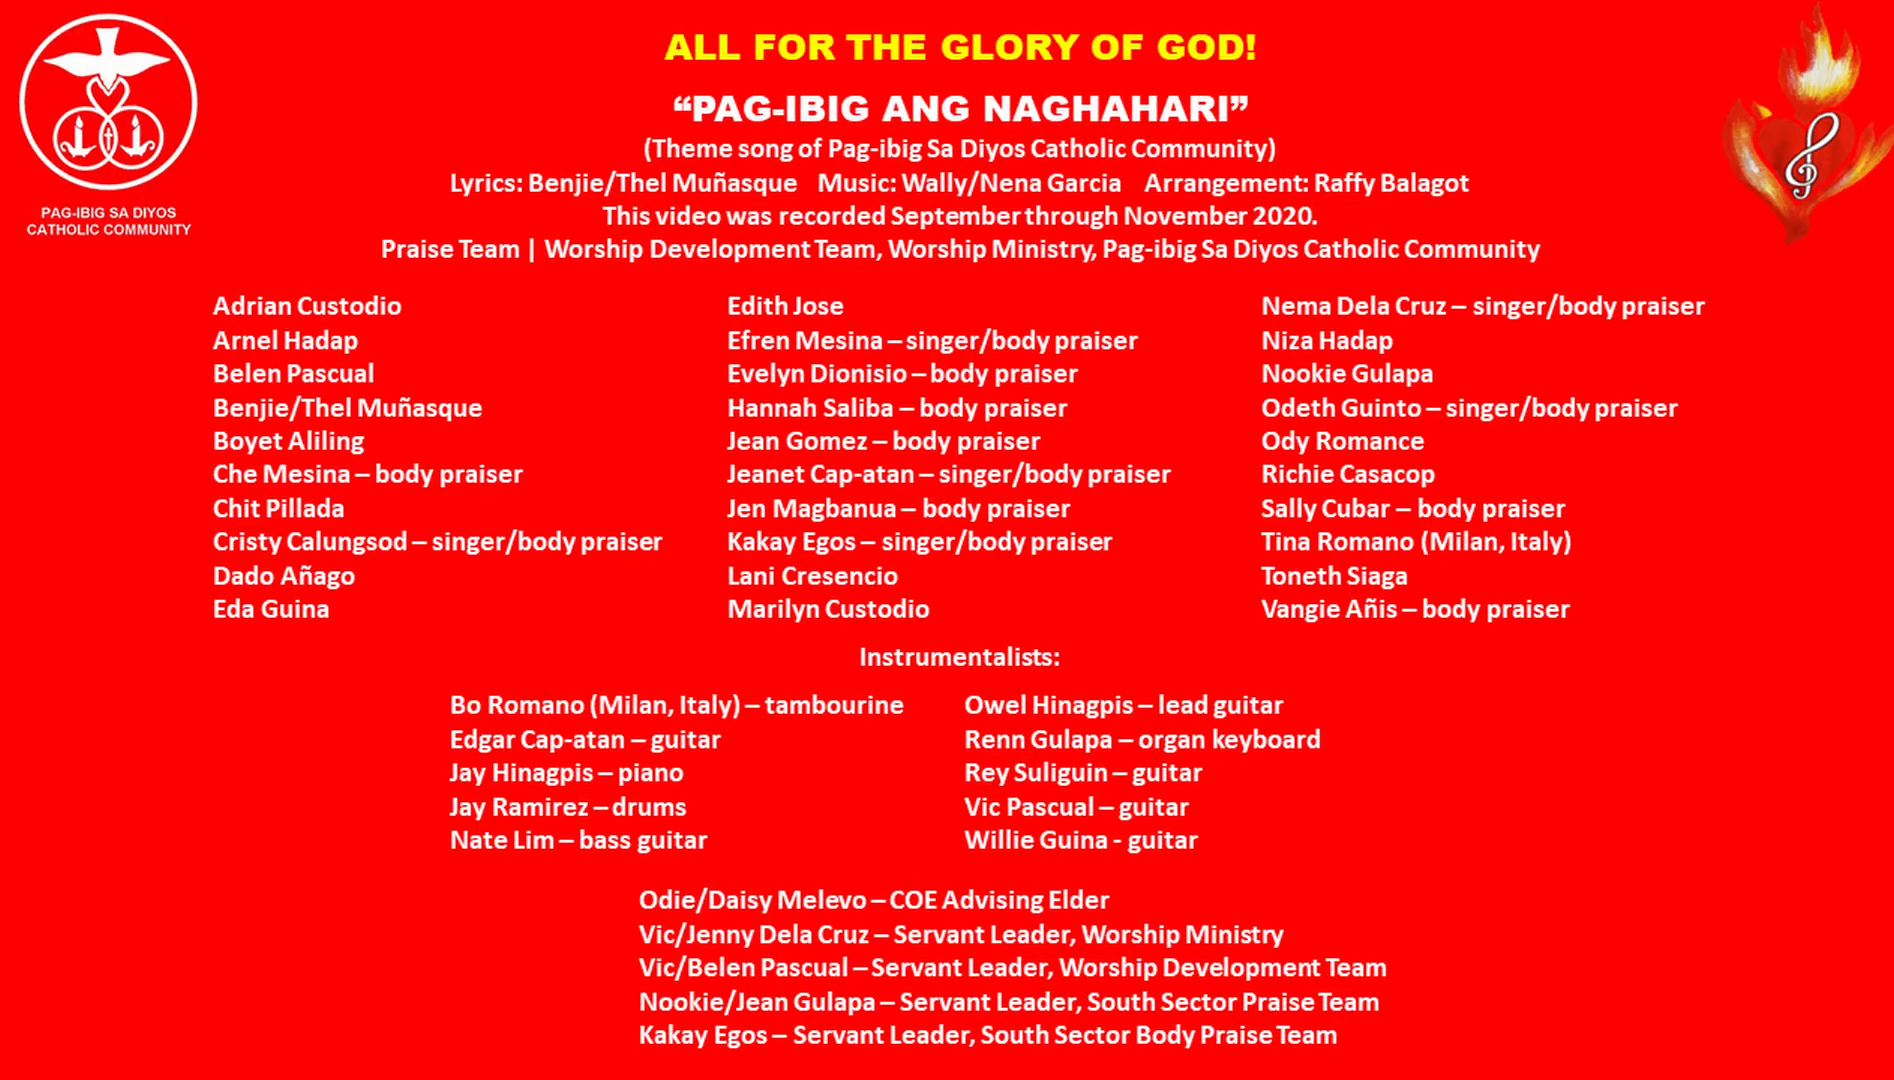 ALL FOR THE GLORY OF GOD!
“PAG-IBIG ANG NAGHAHARI”
(Theme song of Pag-ibig Sa Diyos Catholic Community)
Lyrics: Benjie/Thel Muñasque Music: Wally/Nena Garcia Arrangement: Raffy Balagot
This video was recorded September through November 2020.
Praise Team | Worship Development Team, Worship Ministry, Pag-ibig Sa Diyos Catholic Community
PAG-IBIG SA DIYOS
CATHOLIC COMMUNITY
Adrian Custodio
Arnel Hadap
Belen Pascual
Benjie/Thel Muñasque
Boyet Aliling
Che Mesina – body praiser
Chit Pillada
Cristy Calungsod – singer/body praiser
Dado Añago
Eda Guina
Edith Jose
Efren Mesina – singer/body praiser
Evelyn Dionisio – body praiser
Hannah Saliba – body praiser
Jean Gomez – body praiser
Jeanet Cap-atan – singer/body praiser
Jen Magbanua – body praiser
Kakay Egos – singer/body praiser
Lani Cresencio
Marilyn Custodio
Nema Dela Cruz – singer/body praiser
Niza Hadap
Nookie Gulapa
Odeth Guinto – singer/body praiser
Ody Romance
Richie Casacop
Sally Cubar – body praiser
Tina Romano (Milan, Italy)
Toneth Siaga
Vangie Añis – body praiser
Instrumentalists:
Bo Romano (Milan, Italy) – tambourine
Edgar Cap-atan – guitar
Jay Hinagpis – piano
Jay Ramirez – drums
Nate Lim – bass guitar
Owel Hinagpis – lead guitar
Renn Gulapa – organ keyboard
Rey Suliguin – guitar
Vic Pascual – guitar
Willie Guina - guitar
Odie/Daisy Melevo – COE Advising Elder
Vic/Jenny Dela Cruz – Servant Leader, Worship Ministry
Vic/Belen Pascual – Servant Leader, Worship Development Team
Nookie/Jean Gulapa – Servant Leader, South Sector Praise Team
Kakay Egos – Servant Leader, South Sector Body Praise Team